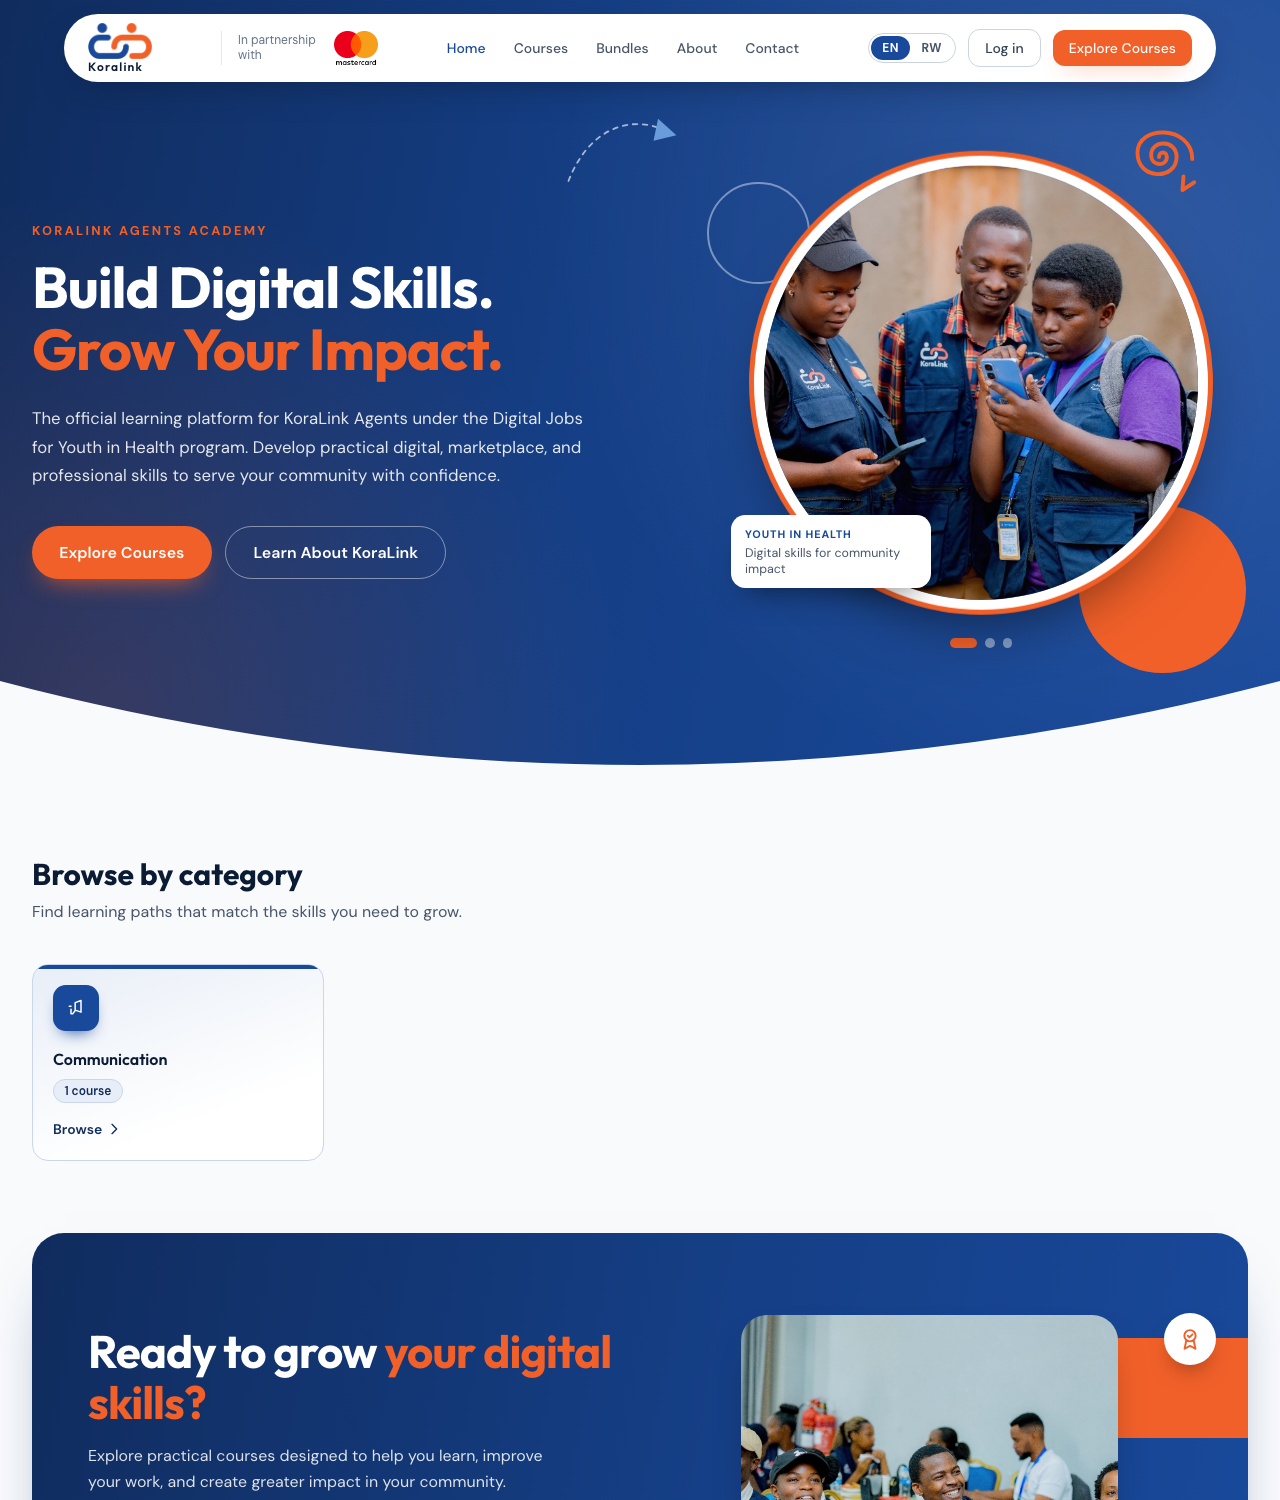 Koralink
In partnership
with
mastercard
Home
Courses
Bundles
About
Contact
EN
RW
Log in
Explore Courses
KORALINK AGENTS ACADEMY
Build Digital Skills.
Grow Your Impact.
The official learning platform for KoraLink Agents under the Digital Jobs
for Youth in Health program. Develop practical digital, marketplace, and
professional skills to serve your community with confidence.
Explore Courses
Learn About KoraLink
KoraLink
KoraLink
YOUTH IN HEALTH
Digital skills for community
impact
Browse by category
Find learning paths that match the skills you need to grow.
Communication
1 course
Browse
Ready to grow your digital
skills?
Explore practical courses designed to help you learn, improve
your work, and create greater impact in your community.